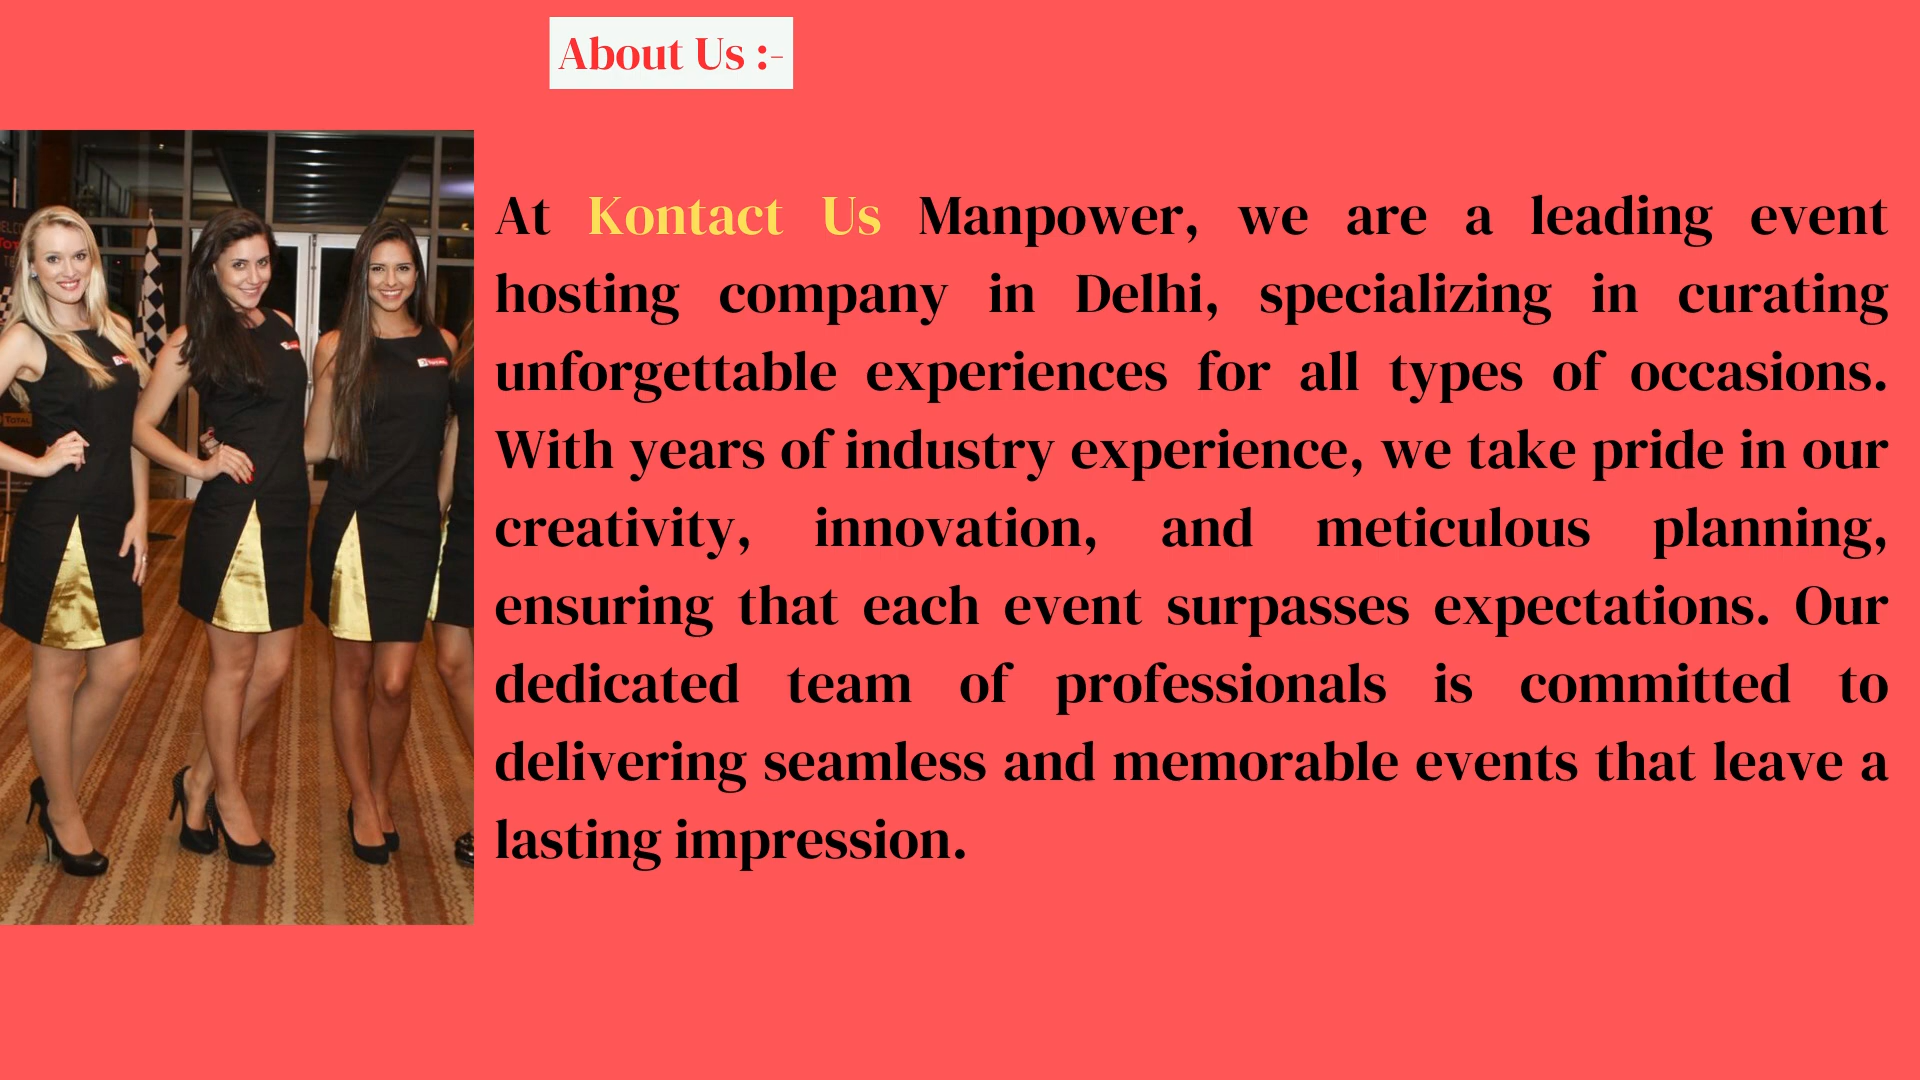 About Us :-
At Kontact Us Manpower, we are a leading event
hosting company in Delhi, specializing in curating
unforgettable experiences for all types of occasions.
With years of industry experience, we take pride in our
creativity, innovation, and meticulous planning,
ensuring that each event surpasses expectations. Our
dedicated team of professionals is committed to
delivering seamless and memorable events that leave a
lasting impression.
TOTAL